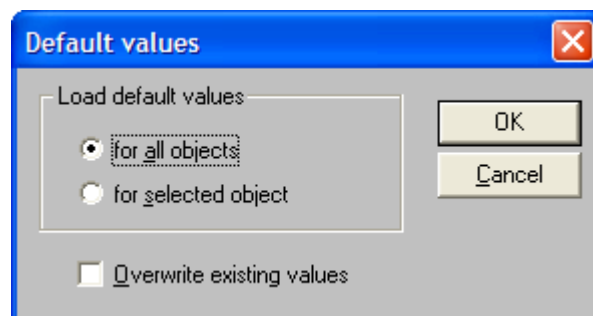 Default values
Load default values
for all objects
for selected object
OK
Cancel
Overwrite existing values